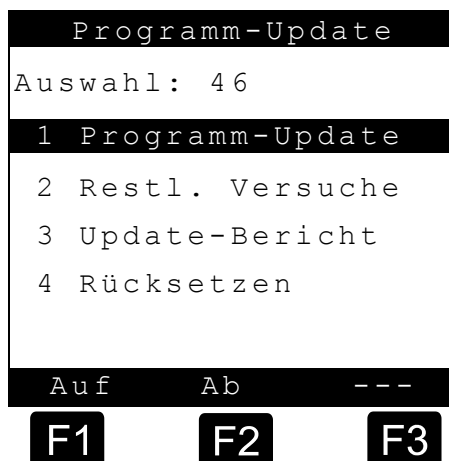 Programm-Update
Auswahl: 46
1 Programm-Update
2 Restl. Versuche
3 Update-Bericht
4 Rücksetzen
Auf Ab ---
F1 F2 F3